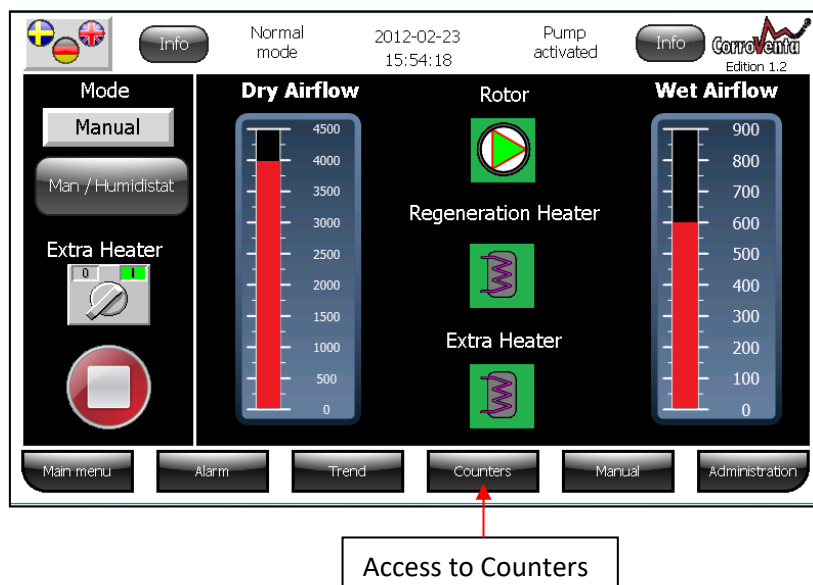 Info
Normal
mode
2012-02-23
15:54:18
Pump
activated
Info
CorroVenta
Edition 1.2
Mode
Manual
Man / Humidistat
Extra Heater
0 I
Dry Airflow
4500
4000
3500
3000
2500
2000
1500
1000
500
0
Rotor
Regeneration Heater
Extra Heater
Wet Airflow
900
800
700
600
500
400
300
200
100
0
Main menu
Alarm
Trend
Counters
Manual
Administration
Access to Counters